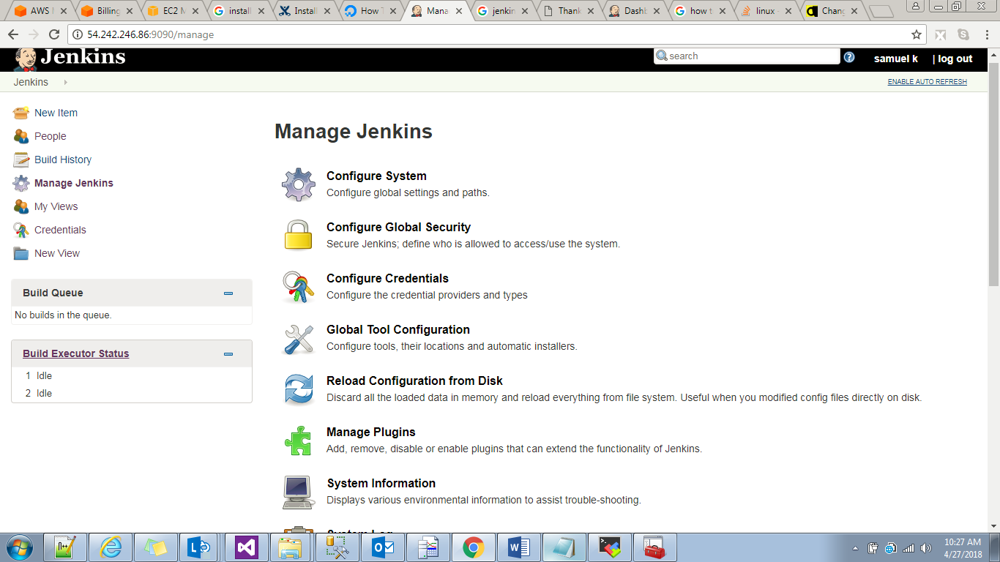 AWS
Billing
EC2 M
install
Install
How T
Mana
jenkin
Thank
Dashb
how t
linux
Chang
54.242.246.86:9090/manage
Jenkins
search
samuel k
| log out
Jenkins
ENABLE AUTO REFRESH
New Item
People
Build History
Manage Jenkins
My Views
Credentials
New View
Build Queue
No builds in the queue.
Build Executor Status
1 Idle
2 Idle
Manage Jenkins
Configure System
Configure global settings and paths.
Configure Global Security
Secure Jenkins; define who is allowed to access/use the system.
Configure Credentials
Configure the credential providers and types
Global Tool Configuration
Configure tools, their locations and automatic installers.
Reload Configuration from Disk
Discard all the loaded data in memory and reload everything from file system. Useful when you modified config files directly on disk.
Manage Plugins
Add, remove, disable or enable plugins that can extend the functionality of Jenkins.
System Information
Displays various environmental information to assist trouble-shooting.
10:27 AM
4/27/2018